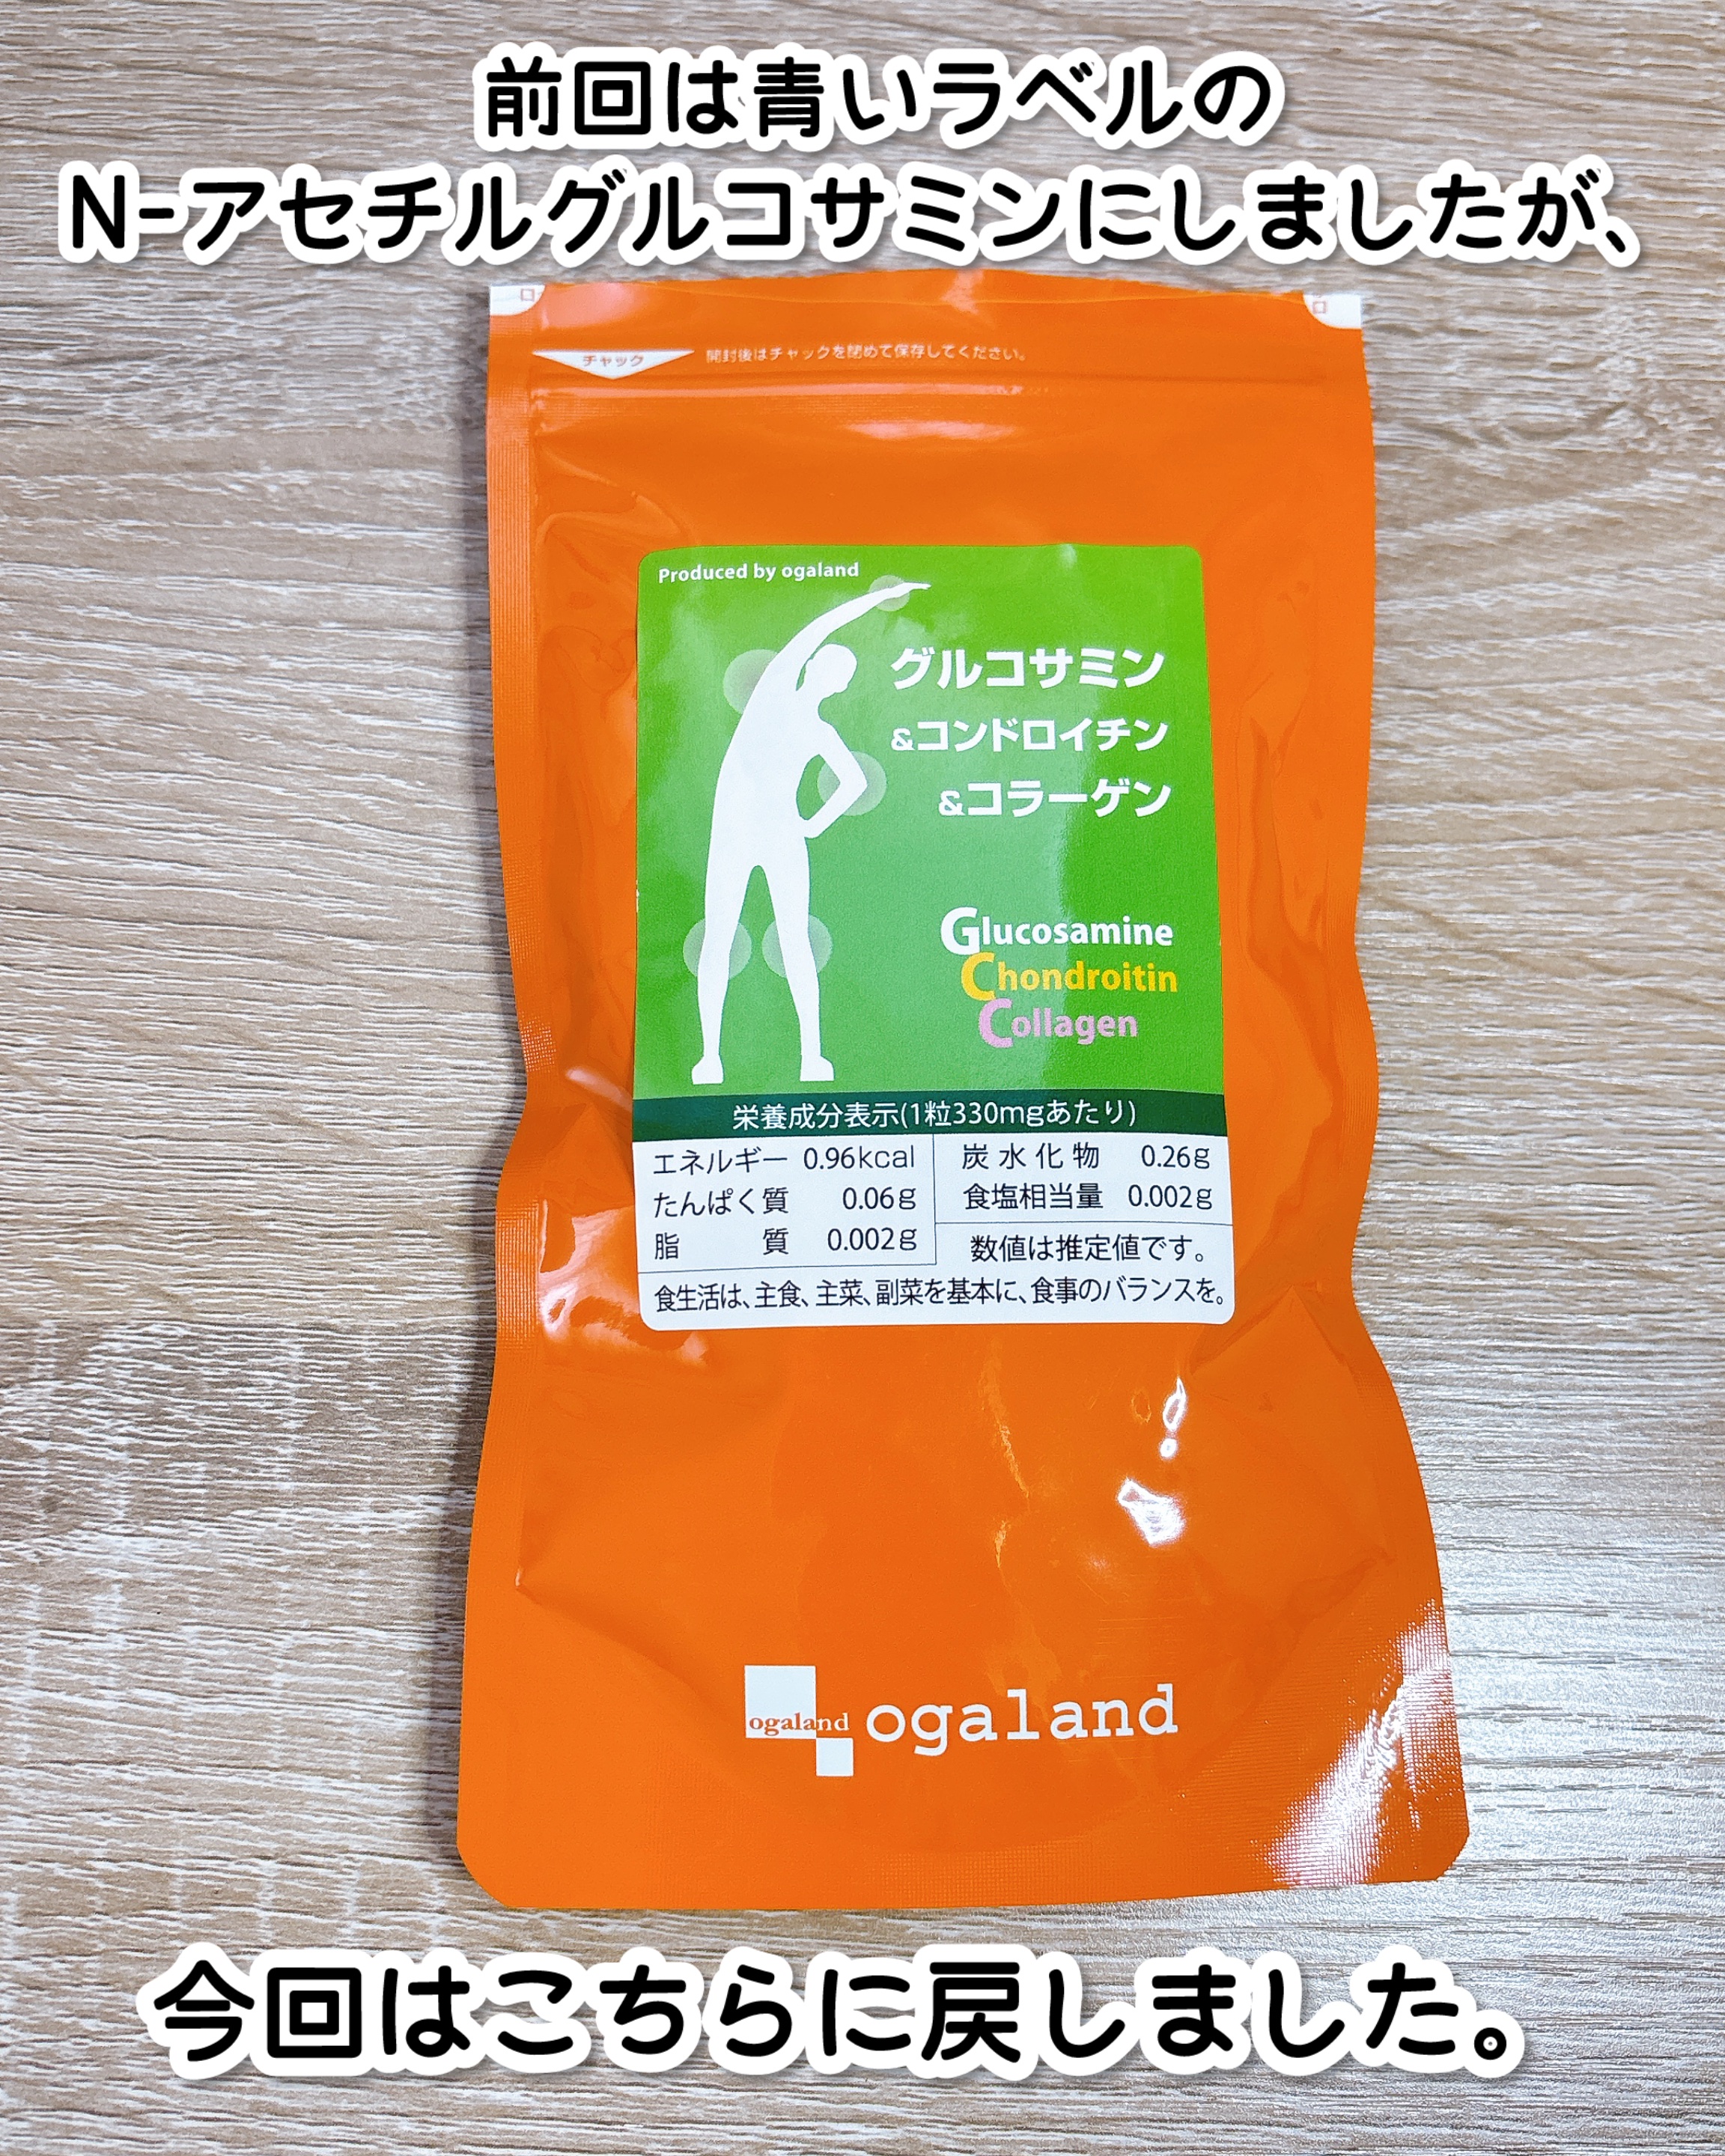 前回は青いラベルの
N-アセチルグルコサミンにしましたが、
チャック
開封後はチャックを閉めて保存してください。
Produced by ogaland
グルコサミン
&コンドロイチン
&コラーゲン
Glucosamine
Chondroitin
Collagen
栄養成分表示(1粒330mgあたり)
エネルギー 0.96kcal
たんぱく質 0.06g
脂質 0.002g
炭水化物 0.26g
食塩相当量 0.002g
数値は推定値です。
食生活は、主食、主菜、副菜を基本に、食事のバランスを。
ogaland ogaland
今回はこちらに戻しました。